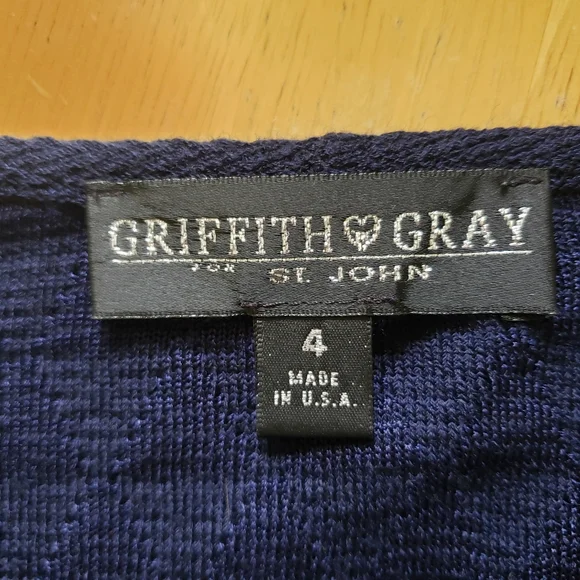 GRIFFITH GRAY
FOR ST. JOHN
4
MADE
IN U.S.A.